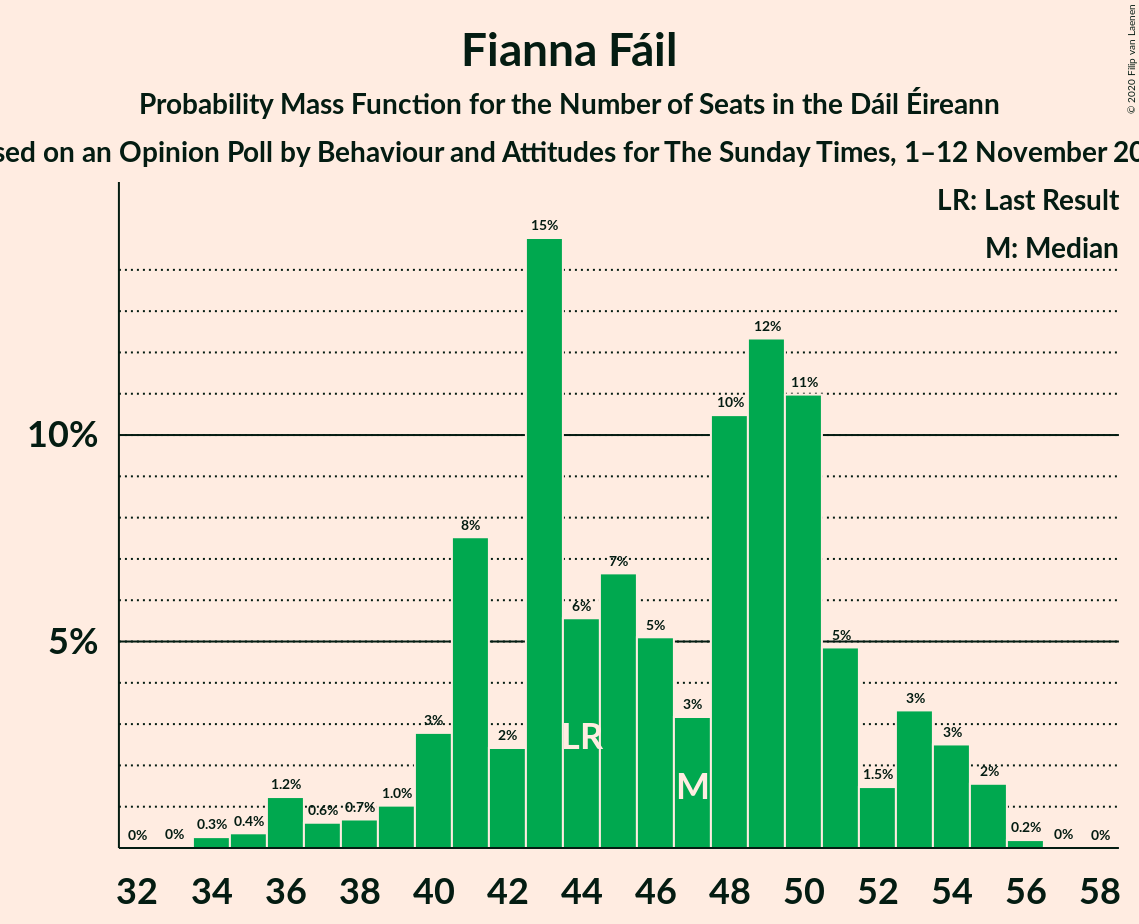 Fianna Fáil
Probability Mass Function for the Number of Seats in the Dáil Éireann
on an Opinion Poll by Behaviour and Attitudes for The Sunday Times, 1–12 November
© 2020 Filip van Laenen
LR: Last Result
M: Median
10%
5%
0% 0% 0.3% 0.4% 1.2% 0.6% 0.7% 1.0% 3% 8% 2% 15% 6% 7% 5% 3% 10% 12% 11% 5% 1.5% 3% 3% 2% 0.2% 0% 0%
LR
M
32 34 36 38 40 42 44 46 48 50 52 54 56 58